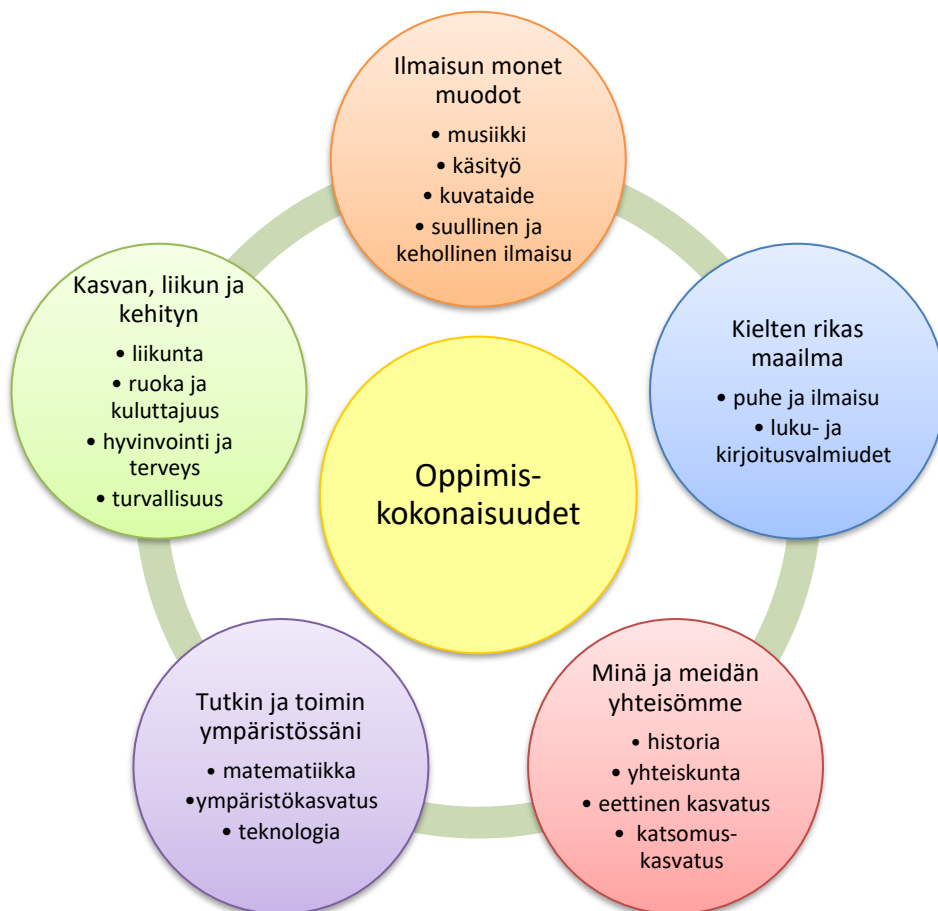 Ilmaisun monet
muodot
• musiikki
• käsityö
• kuvataide
• suullinen ja
kehollinen ilmaisu
Kielten rikas
maailma
• puhe ja ilmaisu
• luku- ja
kirjoitusvalmiudet
Minä ja meidän
yhteisömme
• historia
• yhteiskunta
• eettinen kasvatus
• katsomus-
kasvatus
Tutkin ja toimin
ympäristössäni
• matematiikka
•ympäristökasvatus
• teknologia
Kasvan, liikun ja
kehityn
• liikunta
• ruoka ja
kuluttajuus
• hyvinvointi ja
terveys
• turvallisuus
Oppimis-
kokonaisuudet